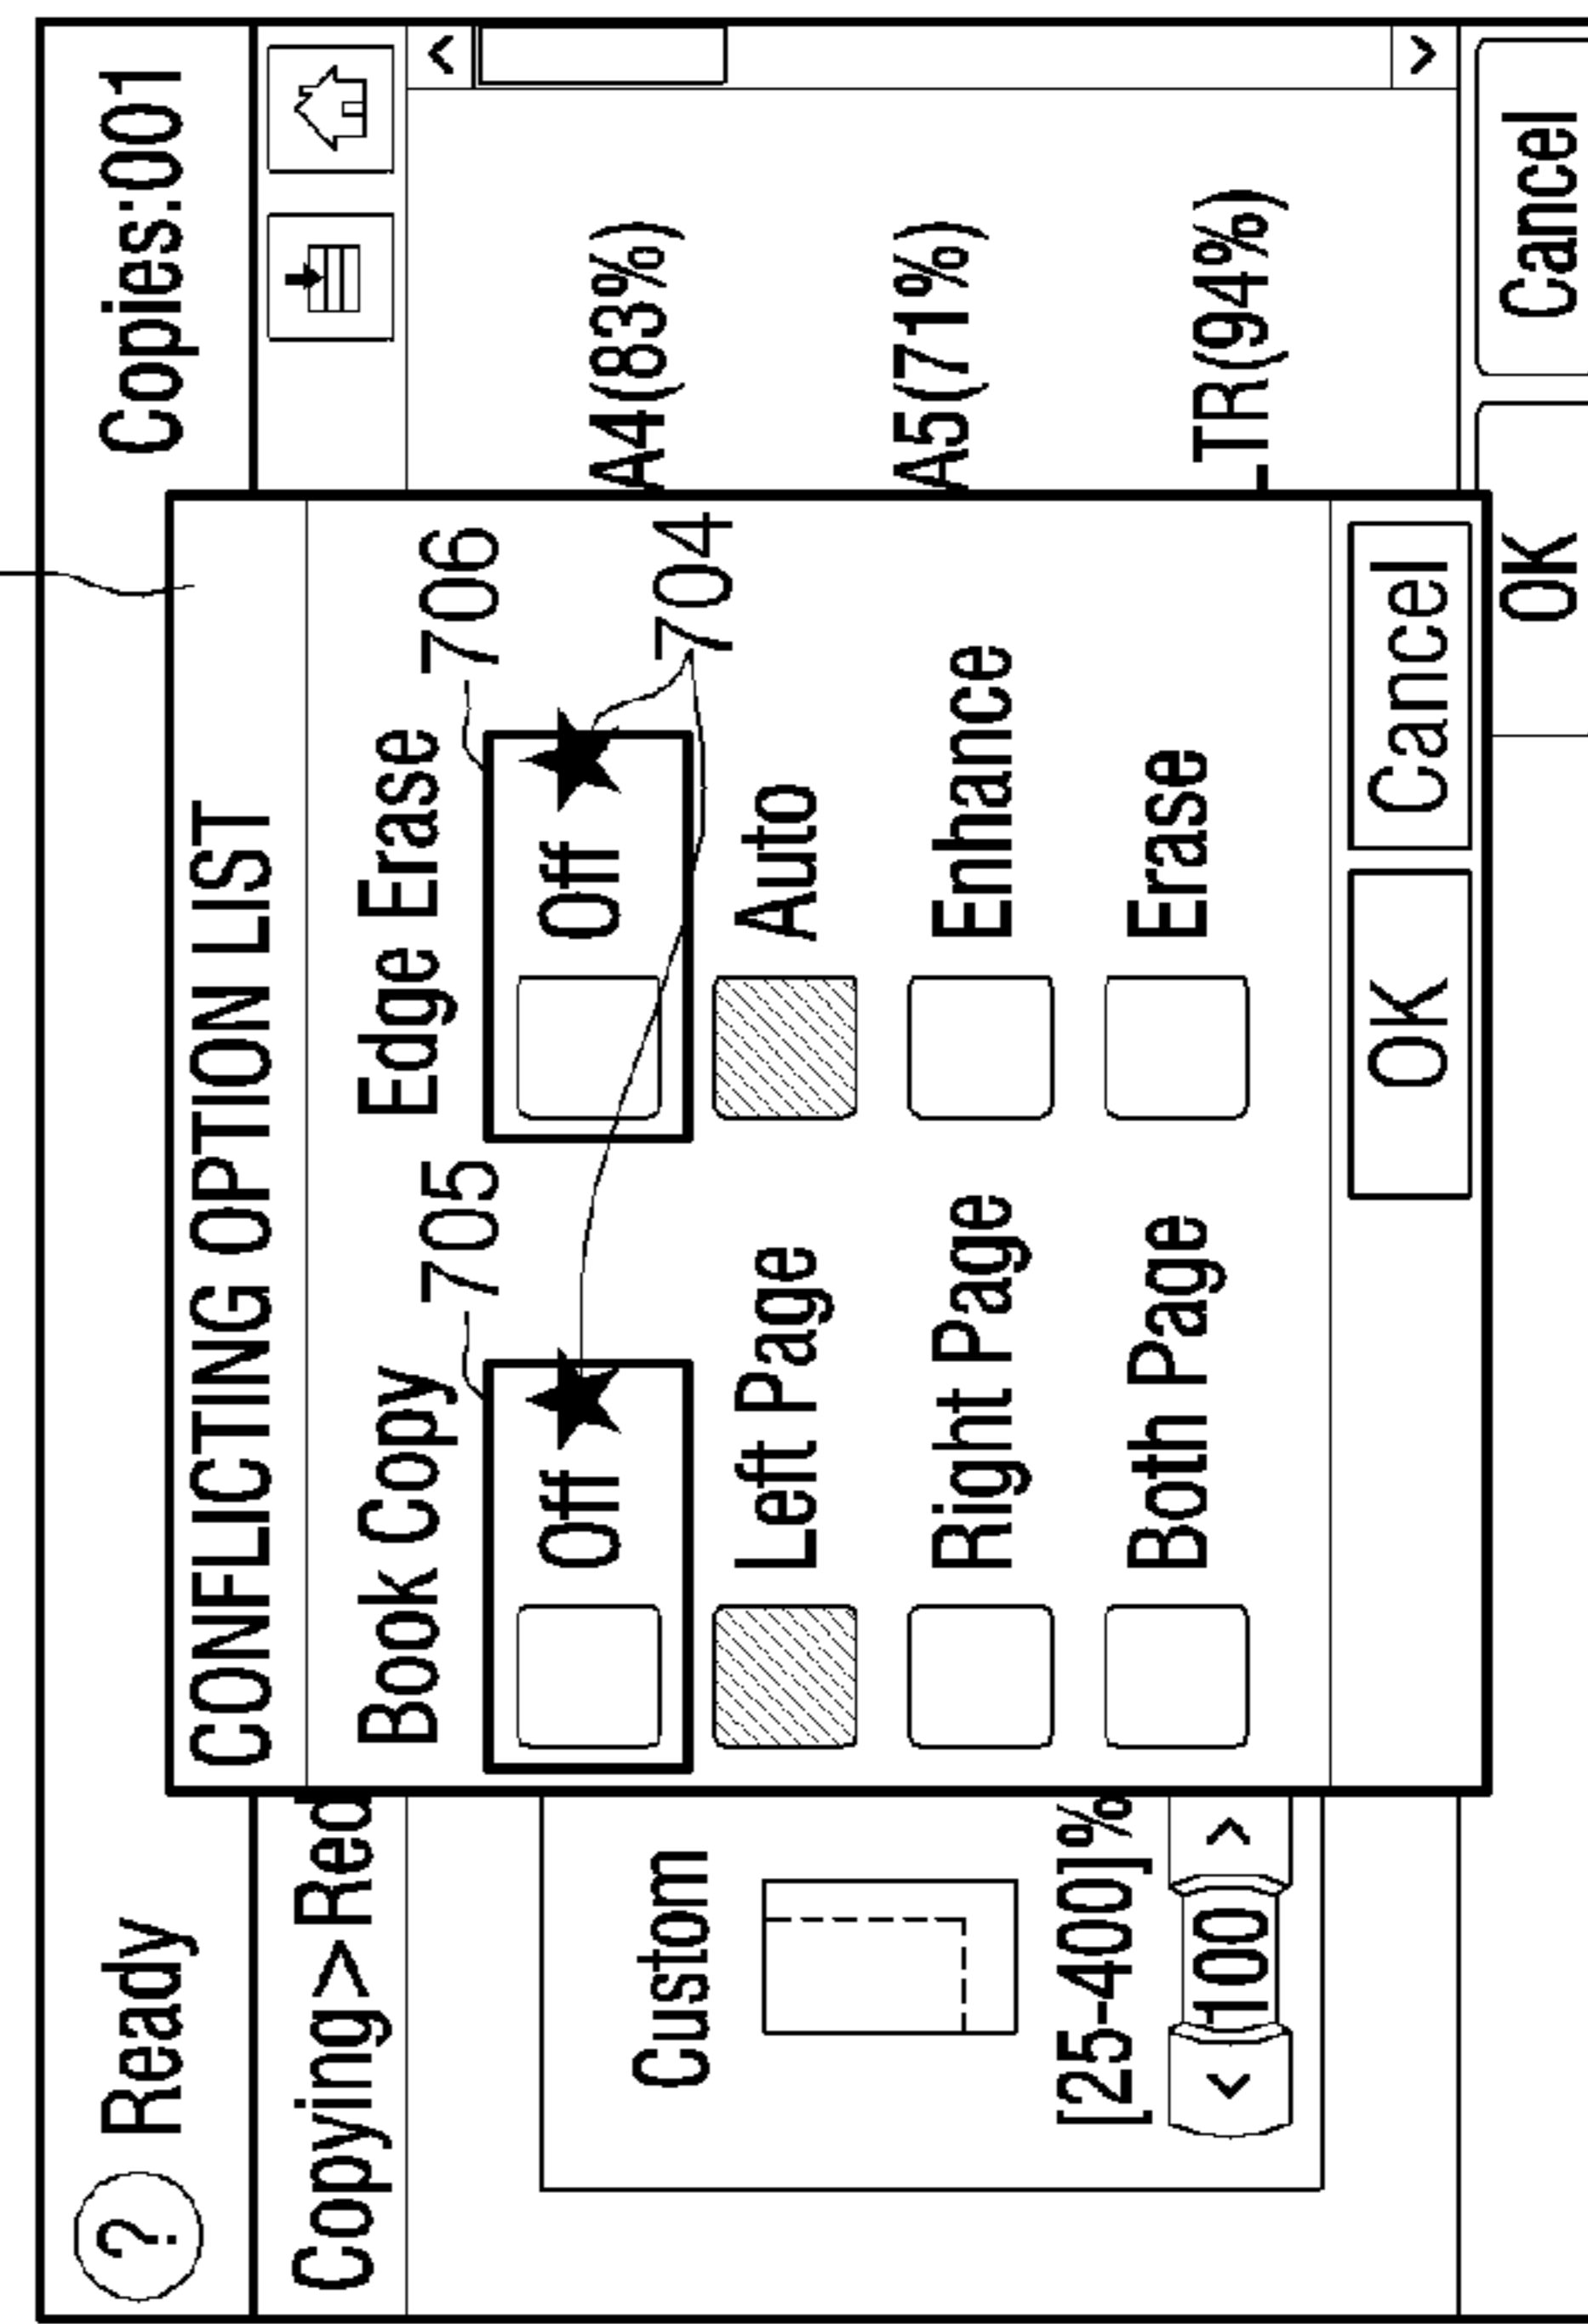 ? Ready Copies:001
Copying>Red
CONFLICTING OPTION LIST
Book Copy Edge Erase
705 706
Off Off
704
Left Page Auto
Right Page Enhance
Both Page Erase
OK Cancel
Custom
[25-400]%
< 100 >
A4(83%)
A5(71%)
TR(94%)
OK Cancel